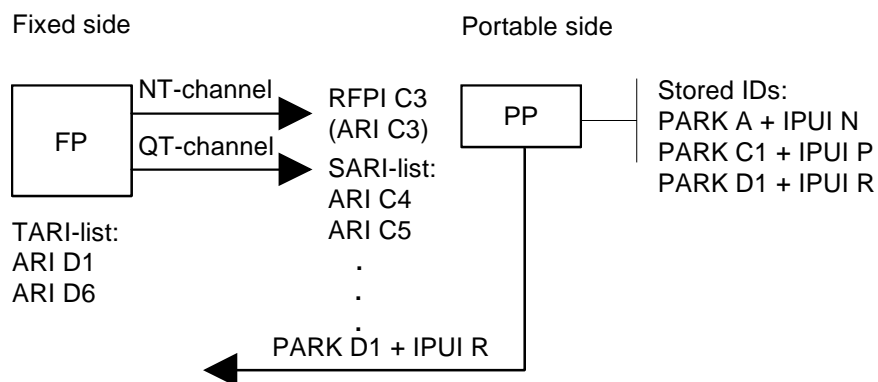 Fixed side
Portable side
NT-channel
FP
QT-channel
RFPI C3
(ARI C3)
SARI-list:
ARI C4
ARI C5
.
.
.
PP
Stored IDs:
PARK A + IPUI N
PARK C1 + IPUI P
PARK D1 + IPUI R
TARI-list:
ARI D1
ARI D6
PARK D1 + IPUI R